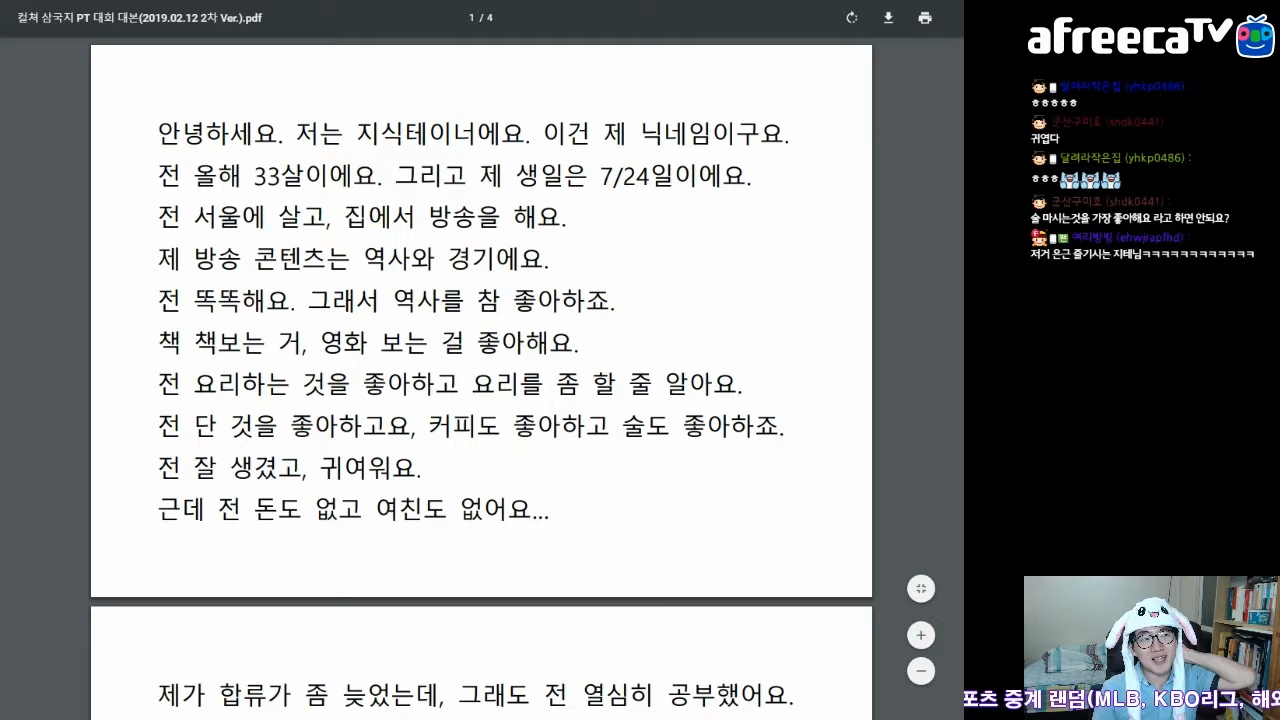 컬쳐 삼국지 PT 대회 대본(2019.02.12 2차 Ver.).pdf
1 / 4
안녕하세요. 저는 지식테이너에요. 이건 제 닉네임이구요.
전 올해 33살이에요. 그리고 제 생일은 7/24일이에요.
전 서울에 살고, 집에서 방송을 해요.
제 방송 콘텐츠는 역사와 경기에요.
전 똑똑해요. 그래서 역사를 참 좋아하죠.
책 책보는 거, 영화 보는 걸 좋아해요.
전 요리하는 것을 좋아하고 요리를 좀 할 줄 알아요.
전 단 것을 좋아하고요, 커피도 좋아하고 술도 좋아하죠.
전 잘 생겼고, 귀여워요.
근데 전 돈도 없고 여친도 없어요...
제가 합류가 좀 늦었는데, 그래도 전 열심히 공부했어요.
afreecaTV
달려라작은집 (yhkp0486)
ㅎㅎㅎㅎㅎ
군산구미호 (shdk0441)
귀엽다
달려라작은집 (yhkp0486) :
ㅎㅎㅎ
군산구미호 (shdk0441) :
술 마시는것을 가장 좋아해요 라고 하면 안되요?
여리빙빙 (ehwjrapfhd) :
저거 은근 즐기시는 지테님ㅋㅋㅋㅋㅋㅋㅋㅋㅋㅋㅋㅋ
포츠 중계 랜덤(MLB, KBO리그, 해외